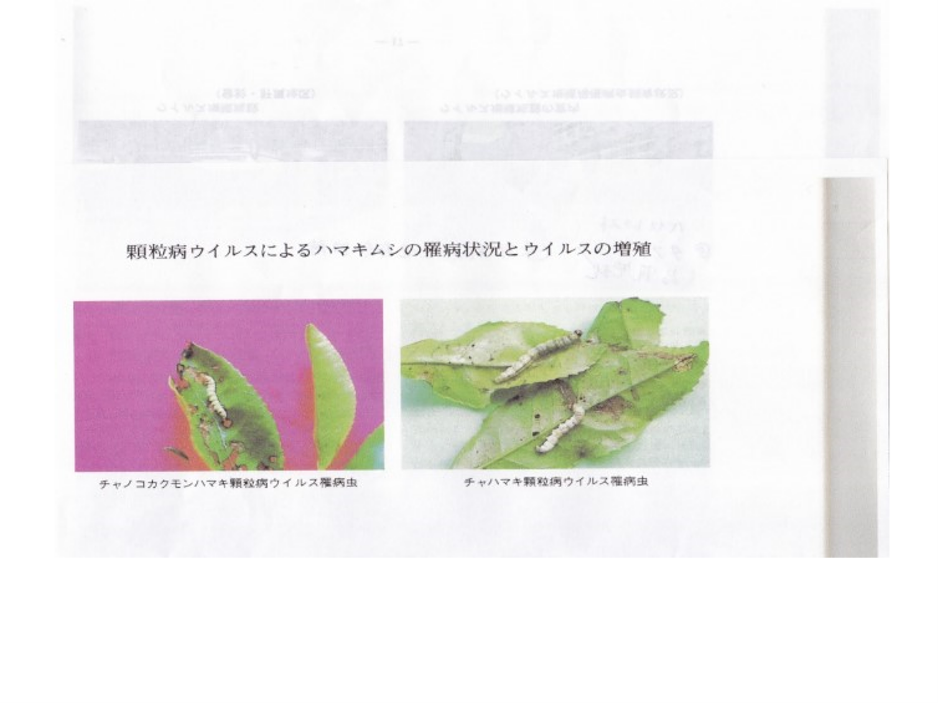 顆粒病ウイルスによるハマキムシの罹病状況とウイルスの増殖
チャノコカクモンハマキ顆粒病ウイルス罹病虫
チャハマキ顆粒病ウイルス罹病虫